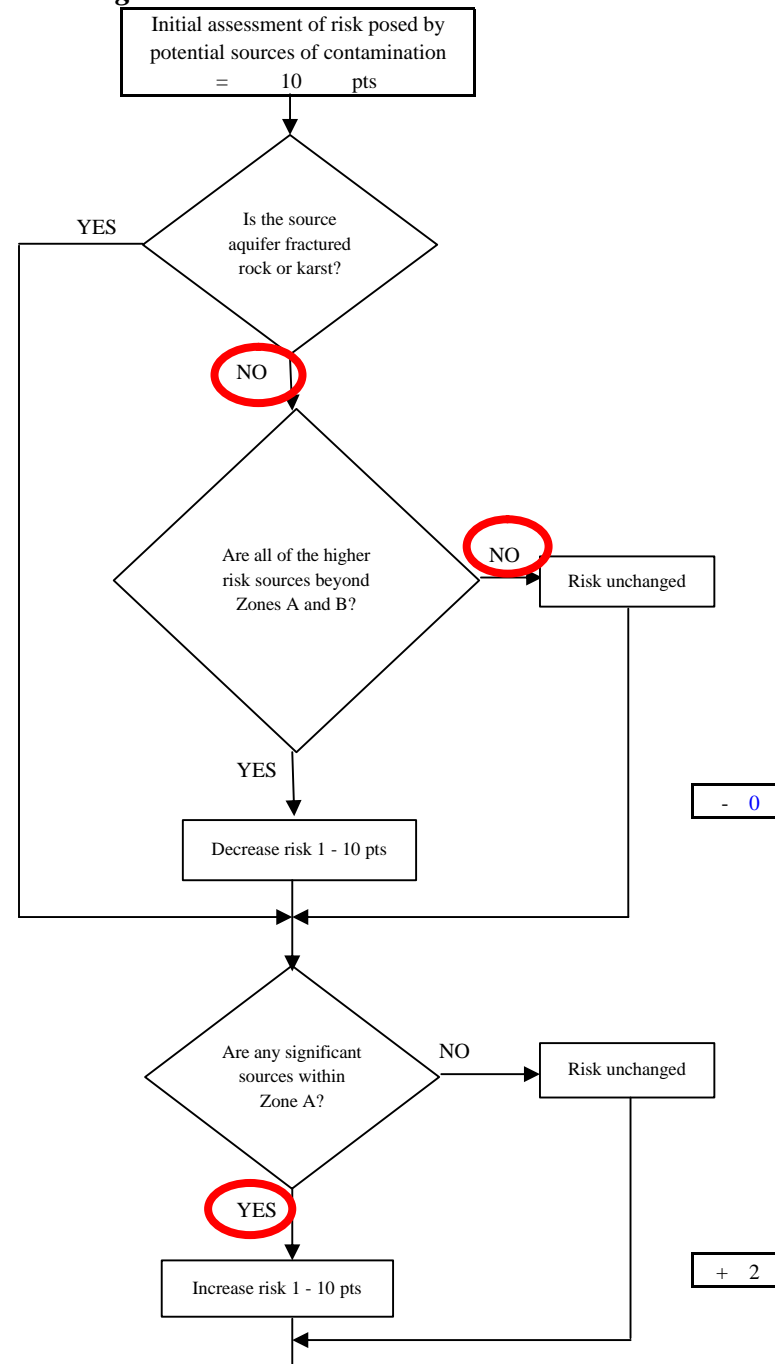 Initial assessment of risk posed by
potential sources of contamination
= 10 pts
YES
Is the source
aquifer fractured
rock or karst?
NO
Are all of the higher
risk sources beyond
Zones A and B?
NO
Risk unchanged
YES
- 0
Decrease risk 1 - 10 pts
Are any significant
sources within
Zone A?
NO
Risk unchanged
YES
+ 2
Increase risk 1 - 10 pts